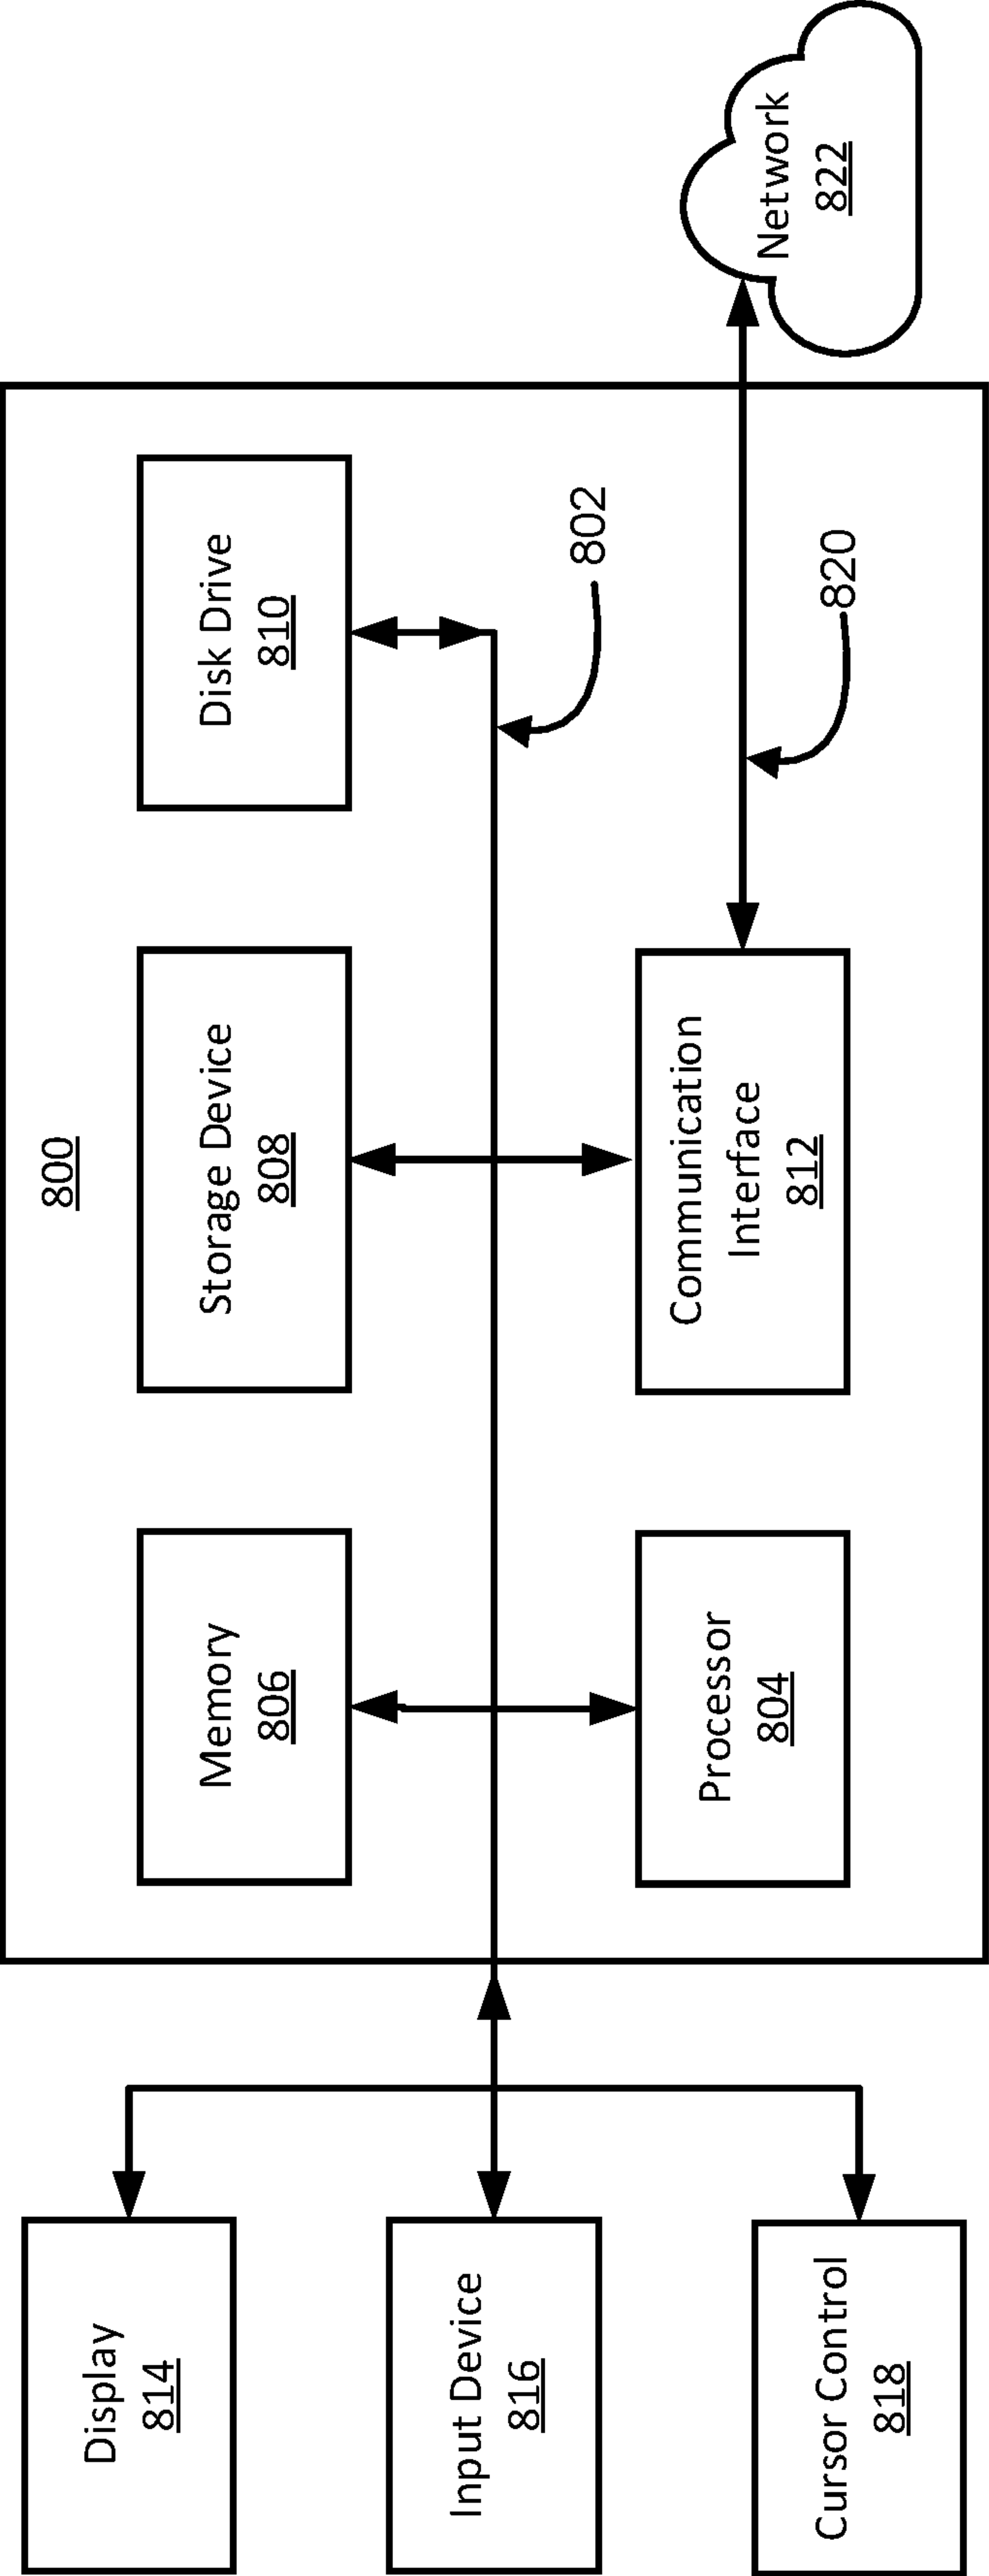 800
Display
814
Memory
806
Storage Device
808
Disk Drive
810
Input Device
816
802
Processor
804
Communication
Interface
812
820
Network
822
Cursor Control
818